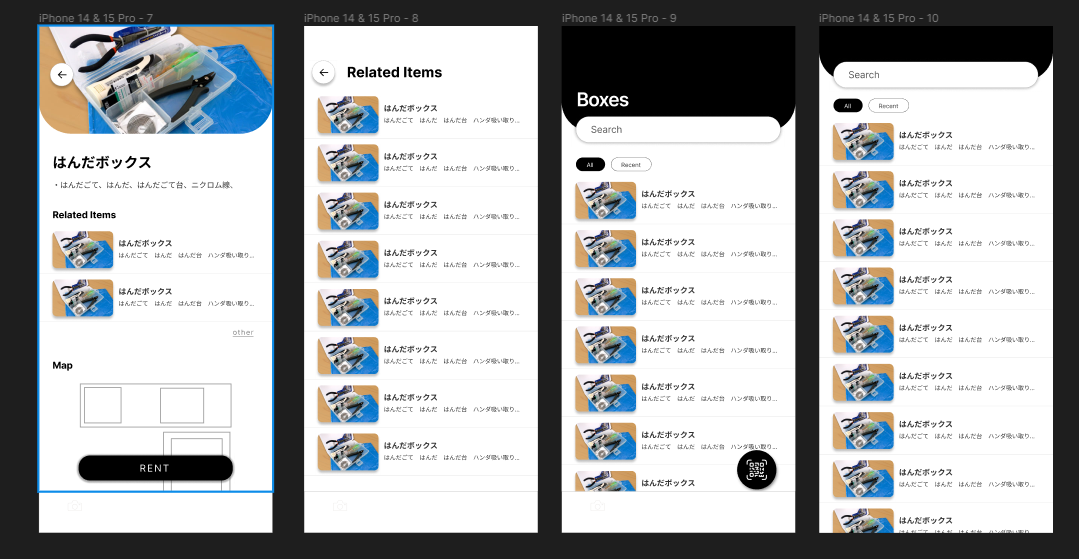 iPhone 14 & 15 Pro - 7
はんだボックス
・はんだごて、はんだ、はんだごて台、ニクロム線、
Related Items
はんだボックス
はんだごて　はんだ　はんだ台　ハンダ吸い取り...
はんだボックス
はんだごて　はんだ　はんだ台　ハンダ吸い取り...
other
Map
RENT
iPhone 14 & 15 Pro - 8
Related Items
はんだボックス
はんだごて　はんだ　はんだ台　ハンダ吸い取り...
はんだボックス
はんだごて　はんだ　はんだ台　ハンダ吸い取り...
はんだボックス
はんだごて　はんだ　はんだ台　ハンダ吸い取り...
はんだボックス
はんだごて　はんだ　はんだ台　ハンダ吸い取り...
はんだボックス
はんだごて　はんだ　はんだ台　ハンダ吸い取り...
はんだボックス
はんだごて　はんだ　はんだ台　ハンダ吸い取り...
はんだボックス
はんだごて　はんだ　はんだ台　ハンダ吸い取り...
はんだボックス
はんだごて　はんだ　はんだ台　ハンダ吸い取り...
iPhone 14 & 15 Pro - 9
Boxes
Search
All Recent
はんだボックス
はんだごて　はんだ　はんだ台　ハンダ吸い取り...
はんだボックス
はんだごて　はんだ　はんだ台　ハンダ吸い取り...
はんだボックス
はんだごて　はんだ　はんだ台　ハンダ吸い取り...
はんだボックス
はんだごて　はんだ　はんだ台　ハンダ吸い取り...
はんだボックス
はんだごて　はんだ　はんだ台　ハンダ吸い取り...
はんだボックス
はんだごて　はんだ　はんだ台　ハンダ吸い取り...
はんだボックス
iPhone 14 & 15 Pro - 10
Search
All Recent
はんだボックス
はんだごて　はんだ　はんだ台　ハンダ吸い取り...
はんだボックス
はんだごて　はんだ　はんだ台　ハンダ吸い取り...
はんだボックス
はんだごて　はんだ　はんだ台　ハンダ吸い取り...
はんだボックス
はんだごて　はんだ　はんだ台　ハンダ吸い取り...
はんだボックス
はんだごて　はんだ　はんだ台　ハンダ吸い取り...
はんだボックス
はんだごて　はんだ　はんだ台　ハンダ吸い取り...
はんだボックス
はんだごて　はんだ　はんだ台　ハンダ吸い取り...
はんだボックス
はんだごて　はんだ　はんだ台　ハンダ吸い取り...
はんだボックス